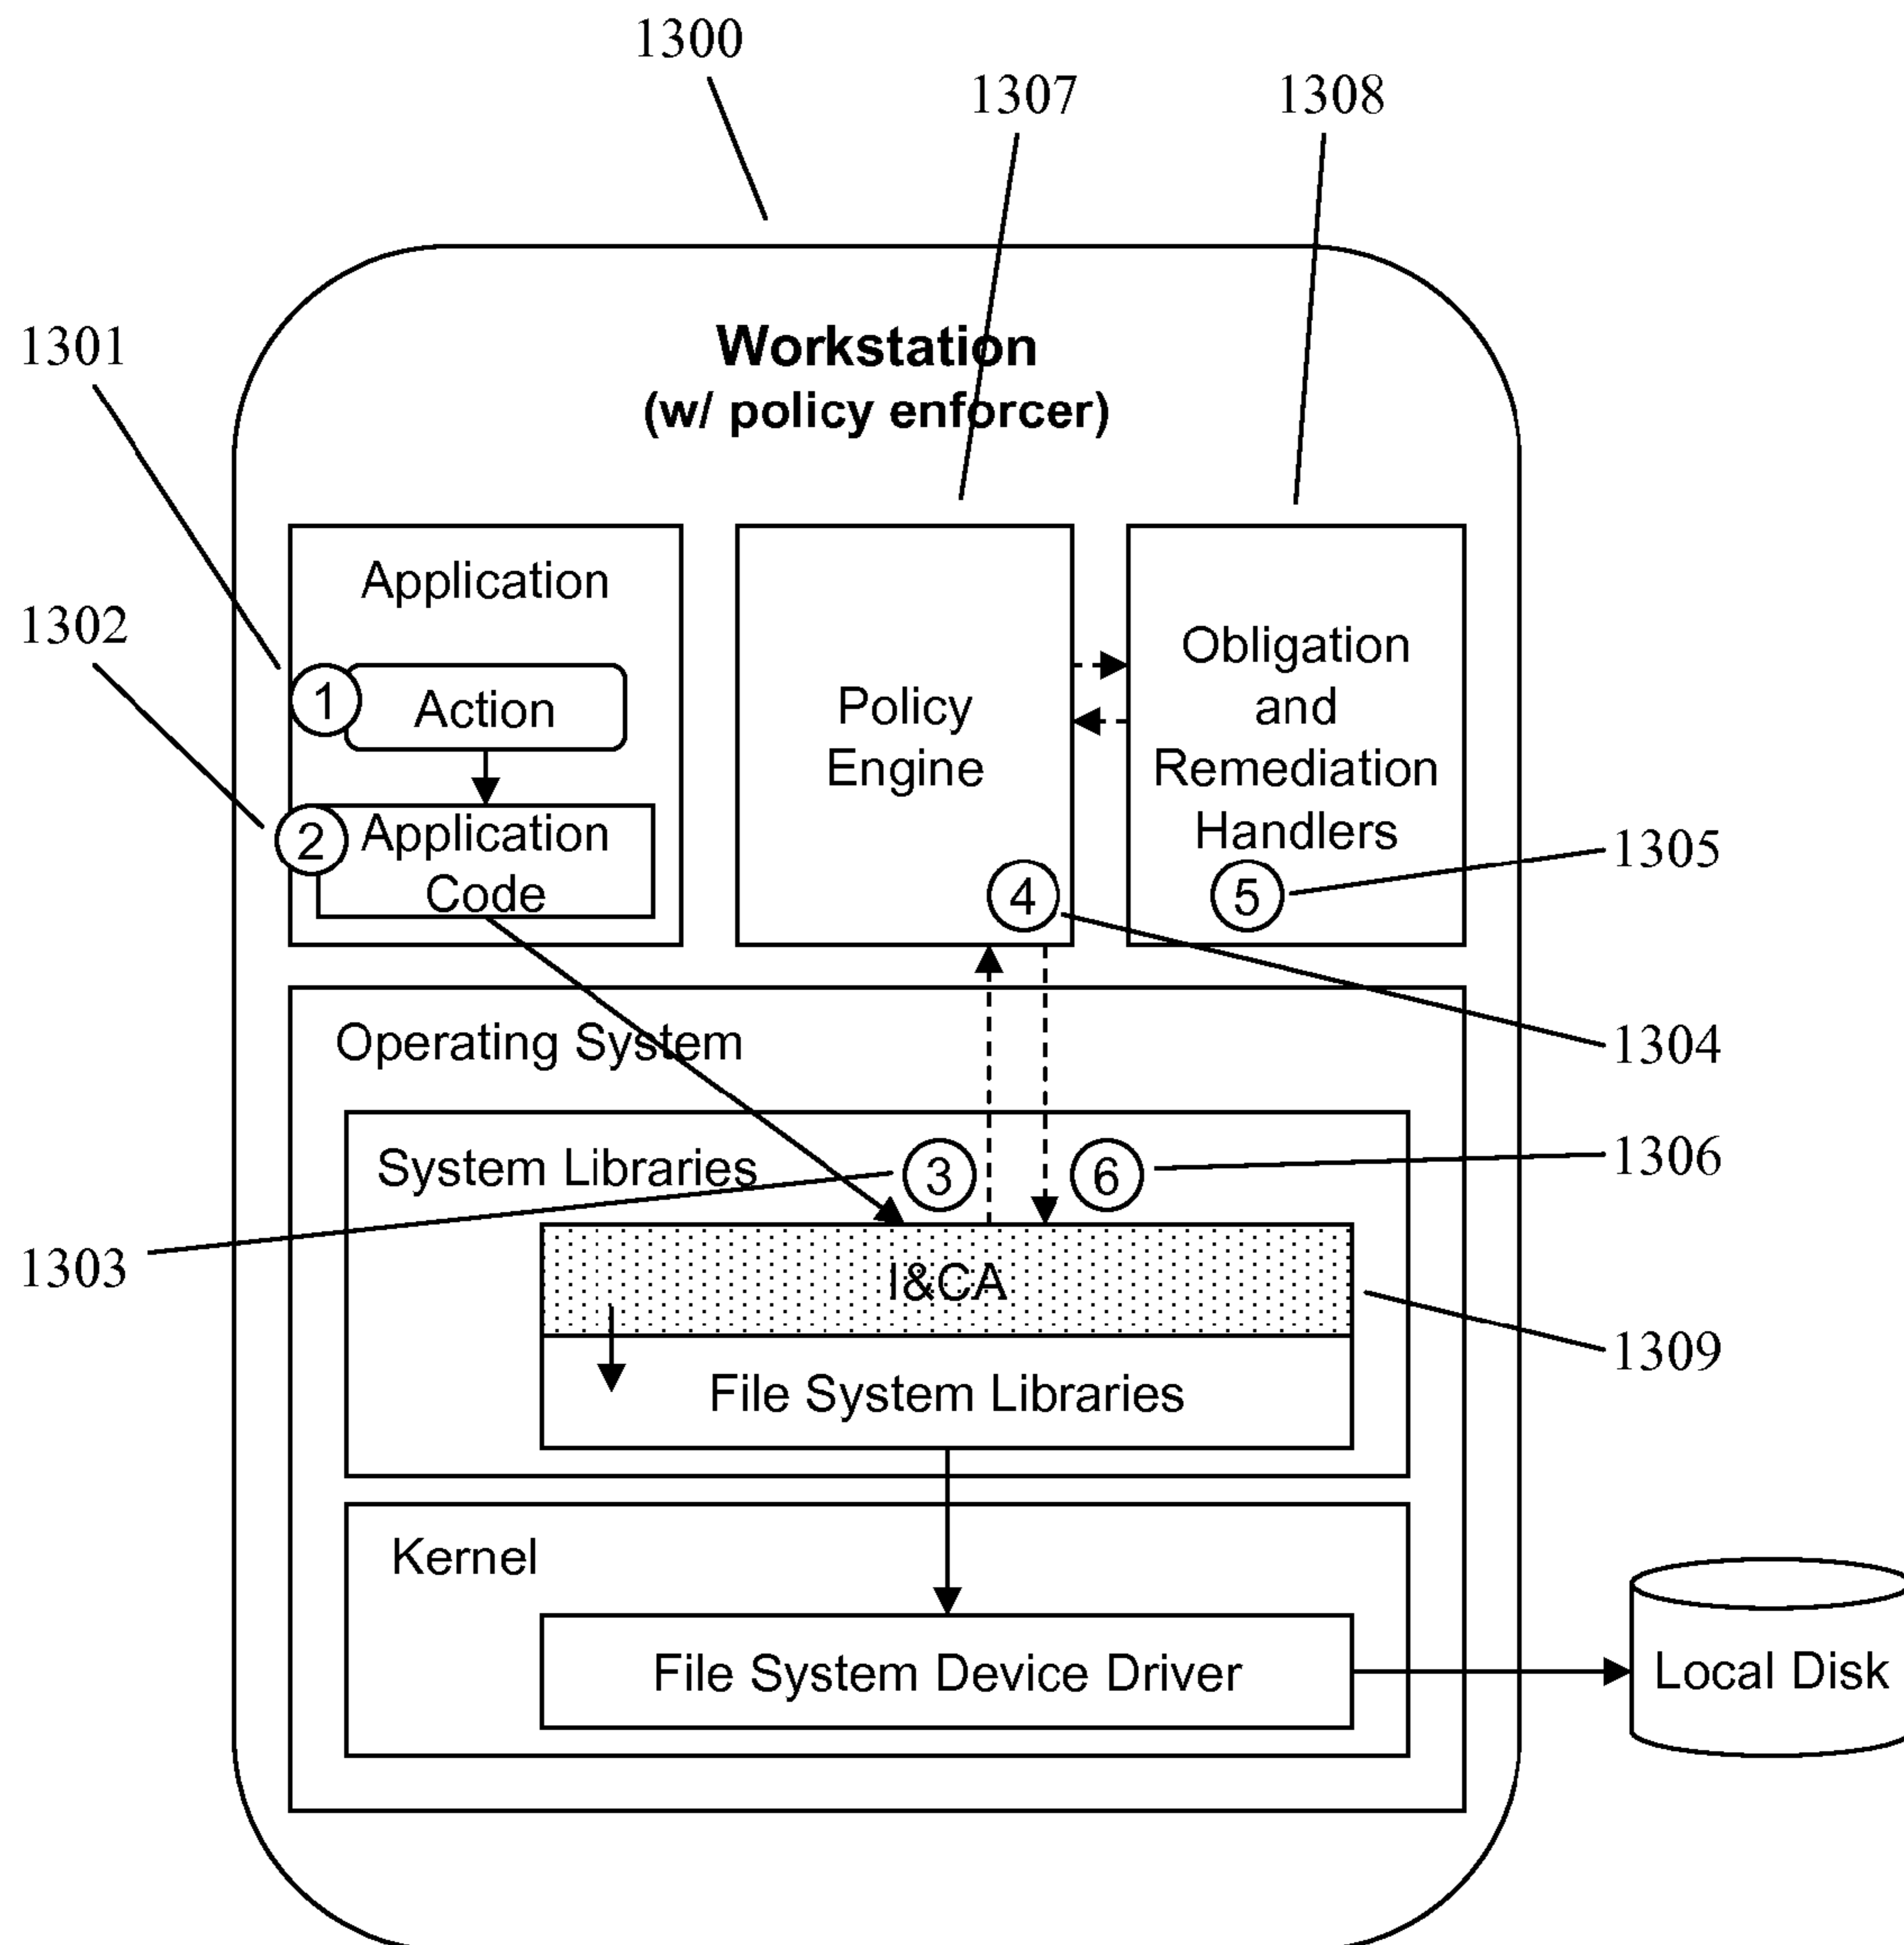 1300
1307
1308
Workstation
(w/ policy enforcer)
1301
1302
Application
1
Action
2
Application
Code
Policy
Engine
4
Obligation
and
Remediation
Handlers
5
1305
1304
Operating System
System Libraries
3
6
1306
1303
I&CA
1309
File System Libraries
Kernel
File System Device Driver
Local Disk